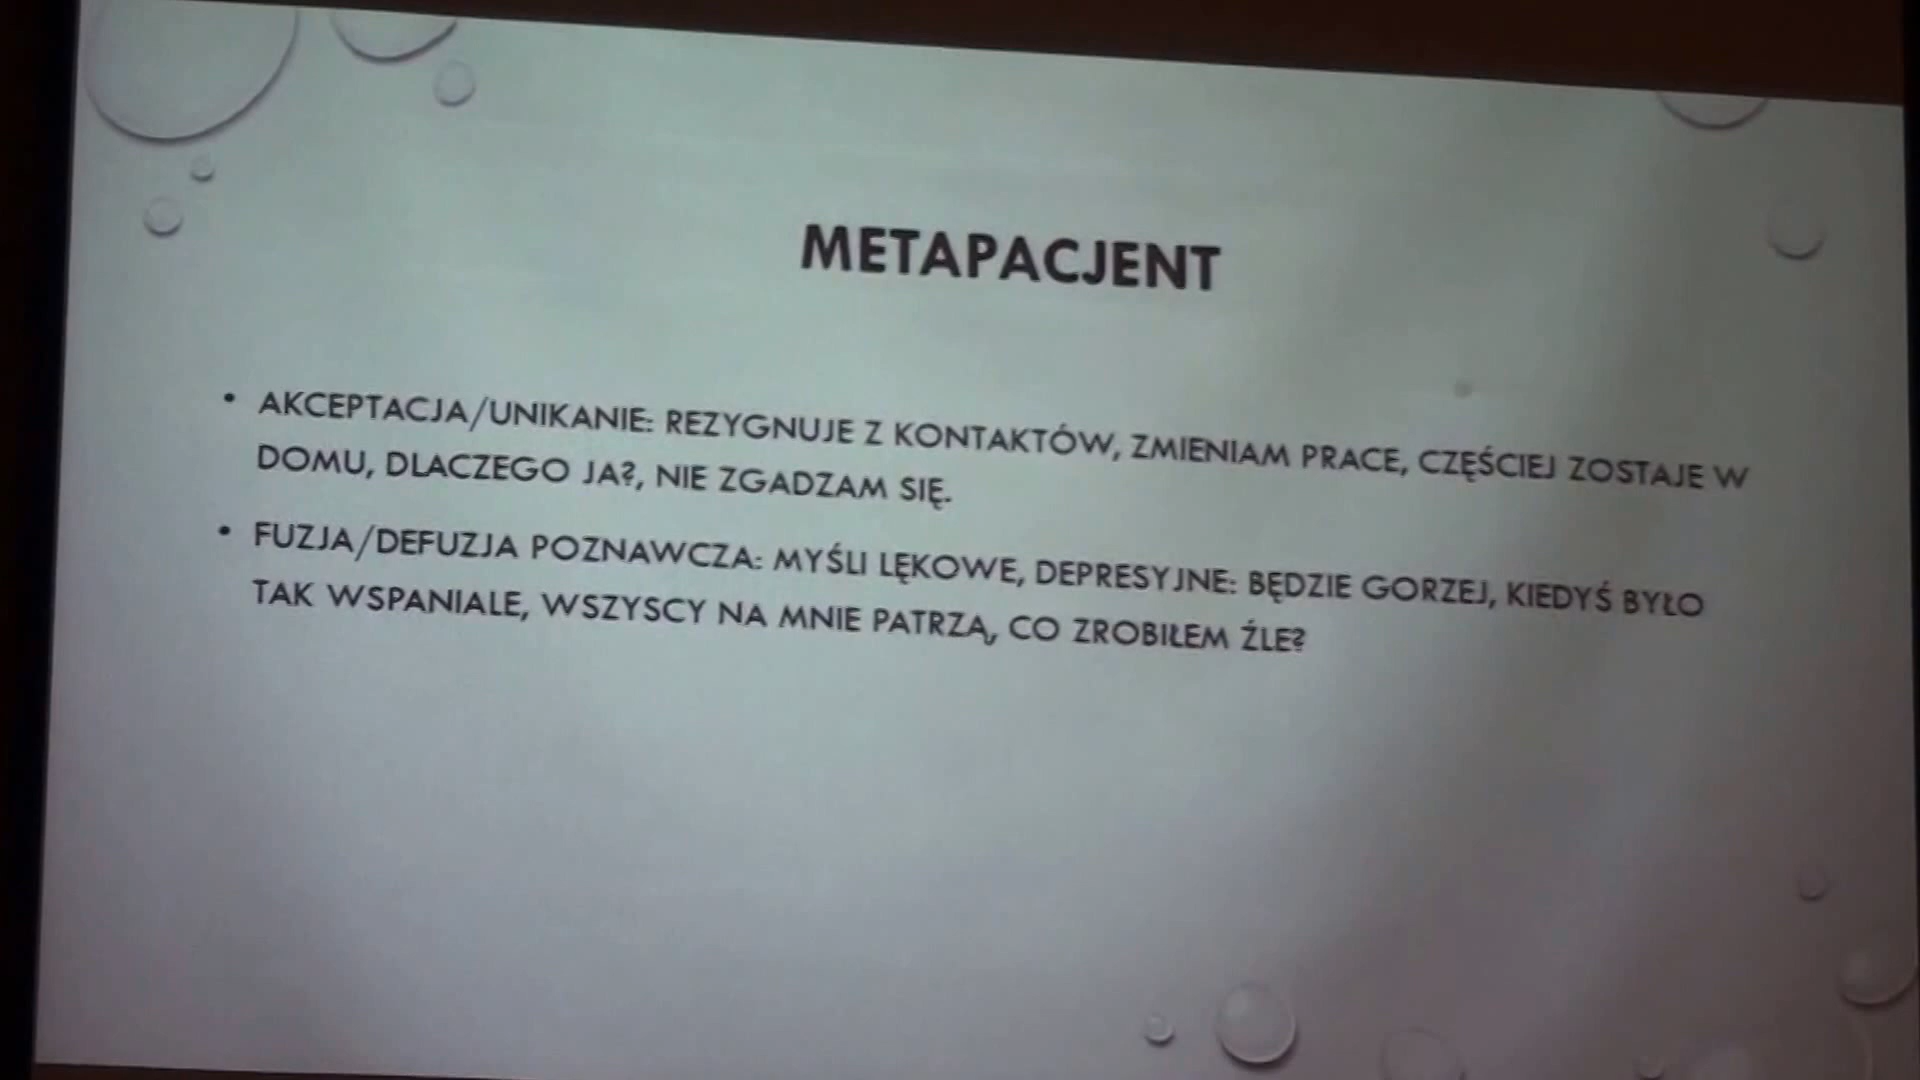 METAPACJENT
• AKCEPTACJA/UNIKANIE: REZYGNUJE Z KONTAKTÓW, ZMIENIAM PRACE, CZĘŚCIEJ ZOSTAJE W
DOMU, DLACZEGO JA?, NIE ZGADZAM SIĘ.
• FUZJA/DEFUZJA POZNAWCZA: MYŚLI LĘKOWE, DEPRESYJNE: BĘDZIE GORZEJ, KIEDYŚ BYŁO
TAK WSPANIALE, WSZYSCY NA MNIE PATRZĄ, CO ZROBIŁEM ŹLE?